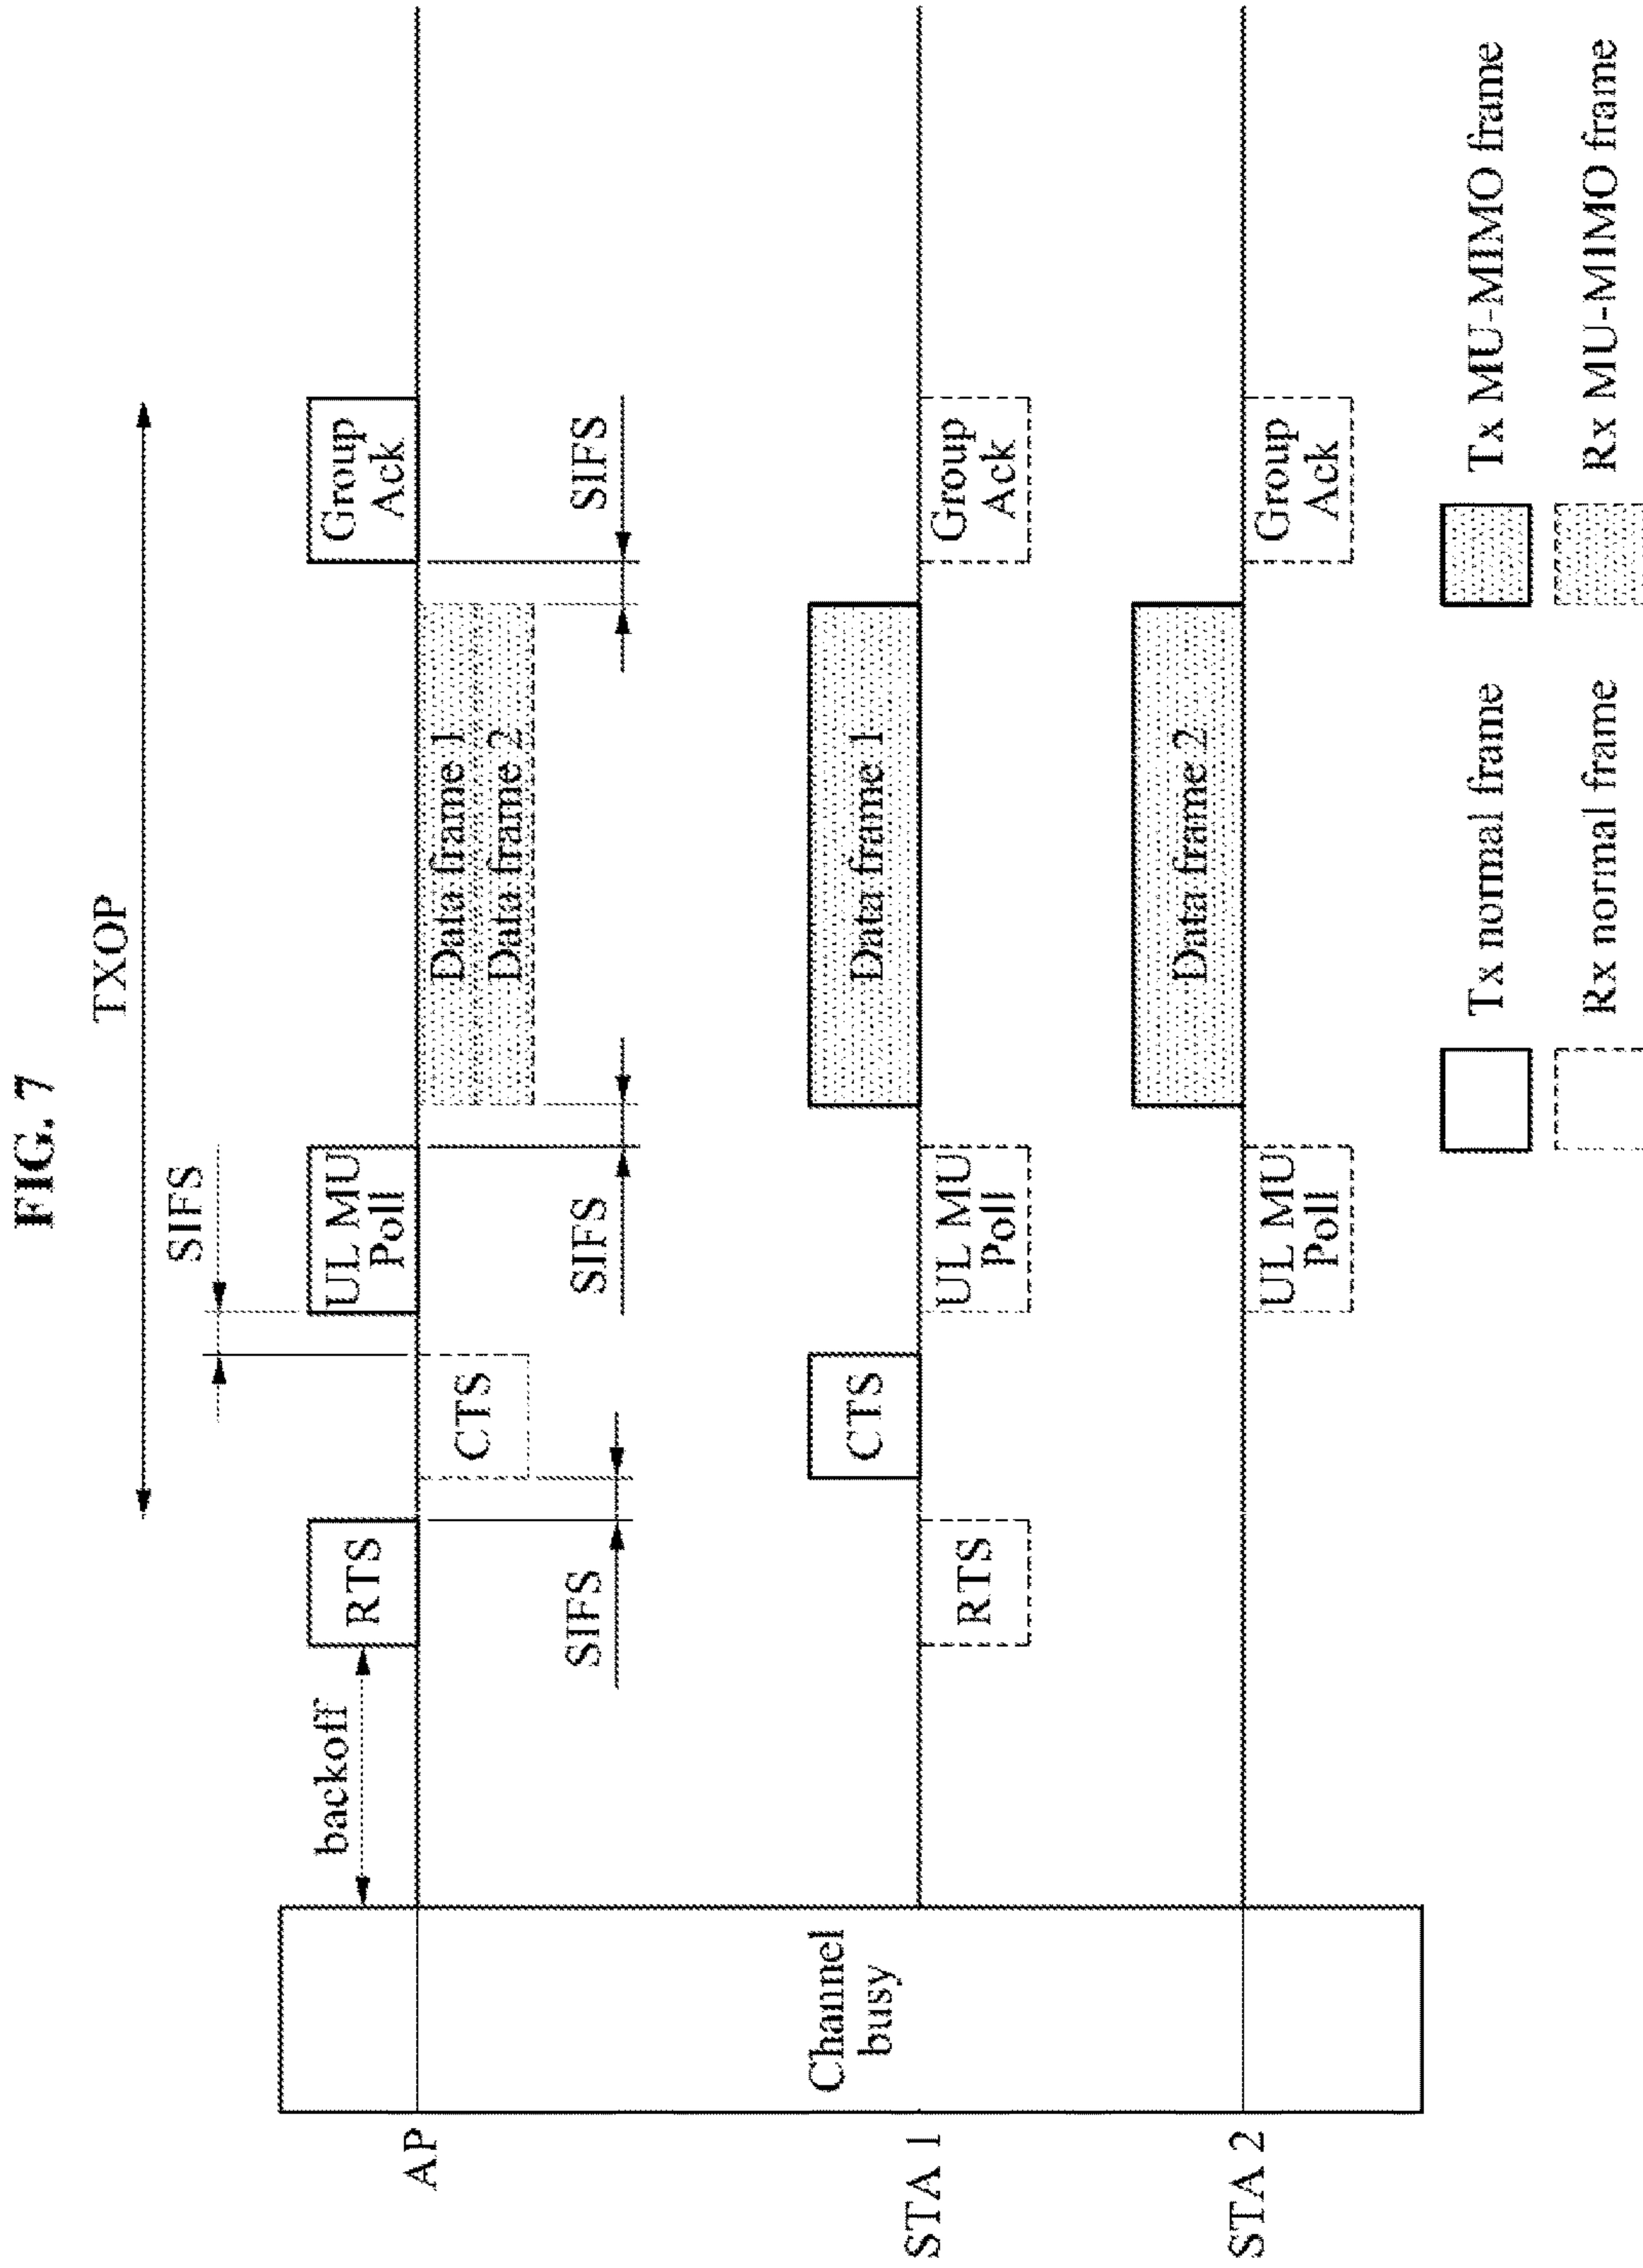 FIG. 7
TXOP
SIFS
backoff
RTS
UL MU
Poll
Group
Ack
AP
CTS
Data frame 1
Data frame 2
SIFS
SIFS
SIFS
Channel
busy
STA 1
CTS
Data frame 1
RTS
UL MU
Poll
Group
Ack
STA 2
Data frame 2
UL MU
Poll
Group
Ack
Tx normal frame
Tx MU-MIMO frame
Rx normal frame
Rx MU-MIMO frame